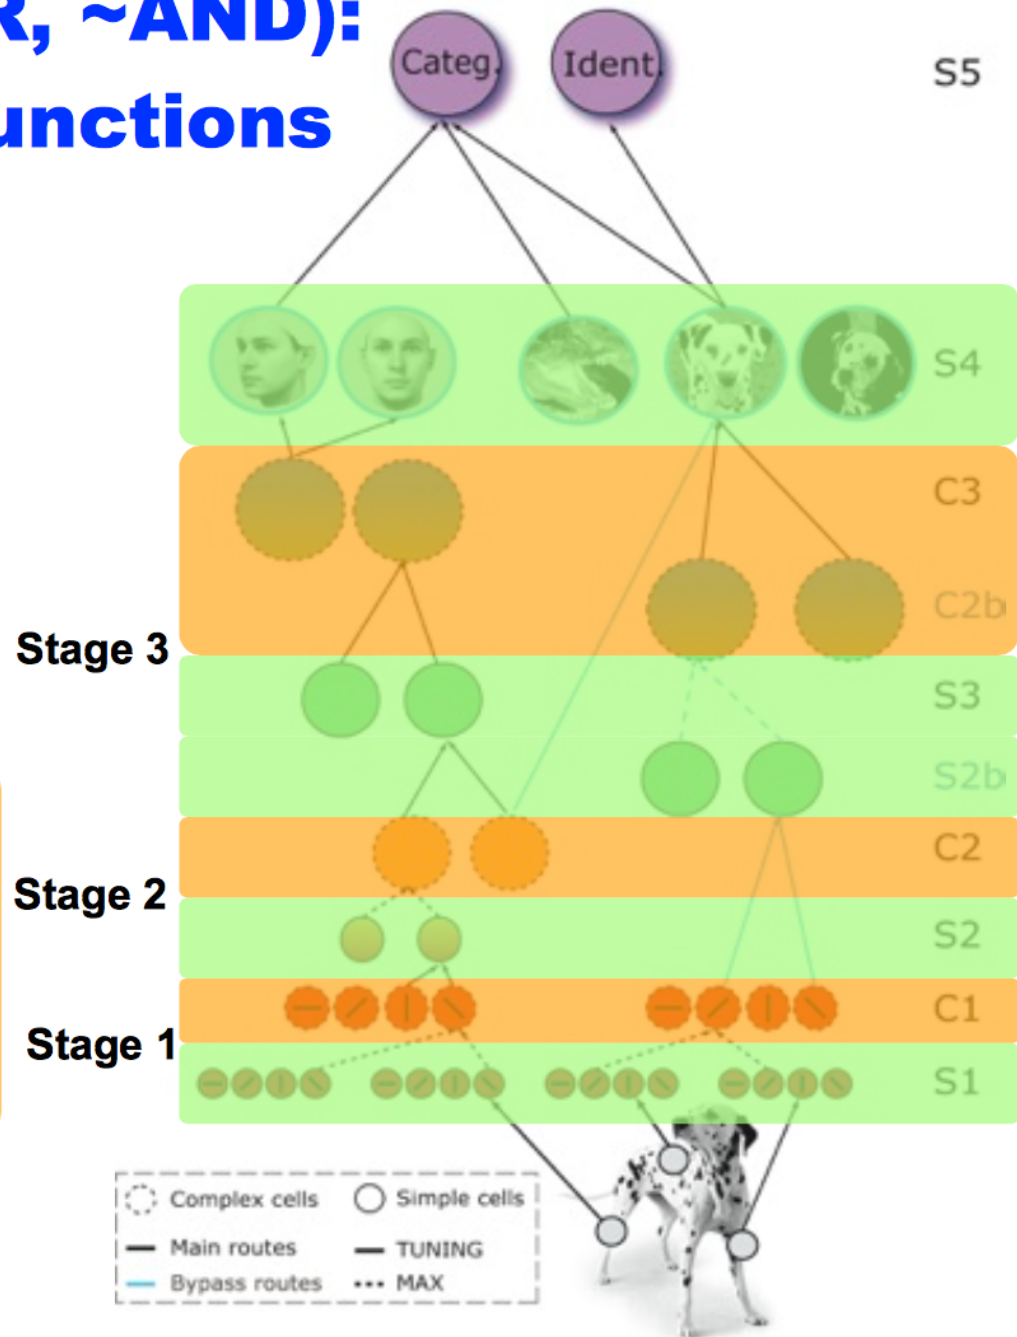 R, ~AND):
unctions
Categ.
Ident.
S5
S4
C3
C2b
Stage 3
S3
S2b
C2
Stage 2
S2
C1
Stage 1
S1
Complex cells
Simple cells
Main routes
TUNING
Bypass routes
MAX